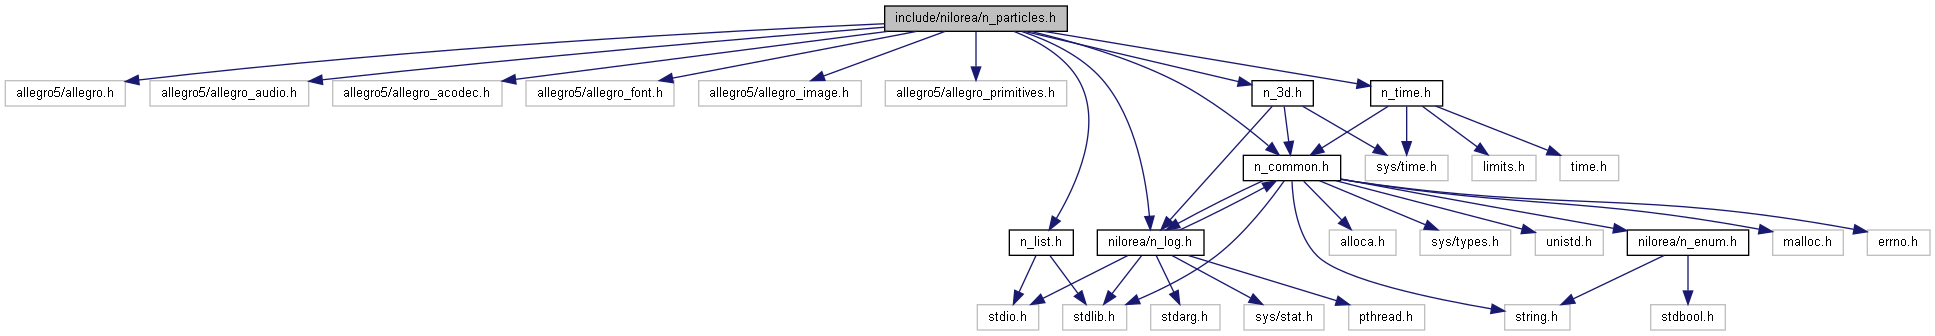 include/nilorea/n_particles.h
allegro5/allegro.h
allegro5/allegro_audio.h
allegro5/allegro_acodec.h
allegro5/allegro_font.h
allegro5/allegro_image.h
allegro5/allegro_primitives.h
n_3d.h
n_time.h
n_common.h
sys/time.h
limits.h
time.h
n_list.h
nilorea/n_log.h
alloca.h
sys/types.h
unistd.h
nilorea/n_enum.h
malloc.h
errno.h
stdio.h
stdlib.h
stdarg.h
sys/stat.h
pthread.h
string.h
stdbool.h